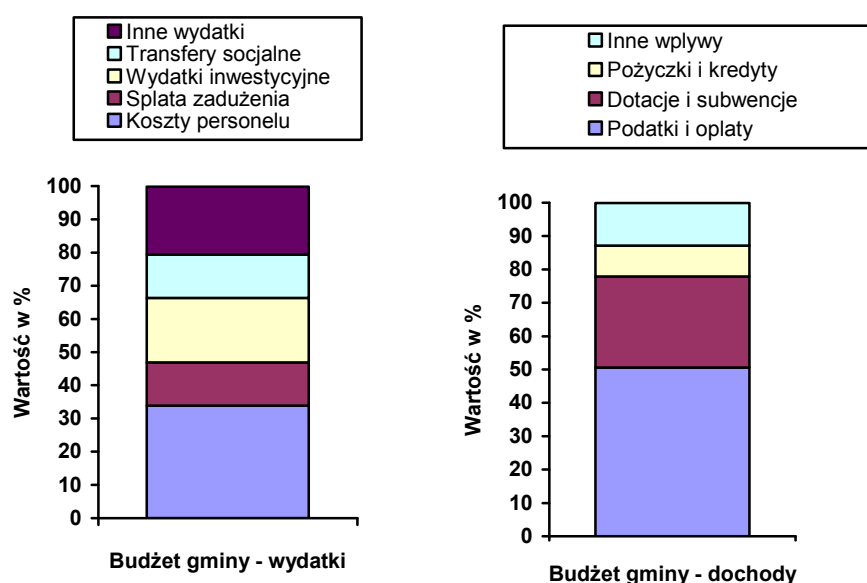 Inne wydatki
Transfery socjalne
Wydatki inwestycyjne
Splata zadużenia
Koszty personelu
100
90
80
70
60
50
40
30
20
10
0
Wartość w %
Budżet gminy - wydatki
Inne wplywy
Pożyczki i kredyty
Dotacje i subwencje
Podatki i oplaty
100
90
80
70
60
50
40
30
20
10
0
Wartość w %
Budżet gminy - dochody